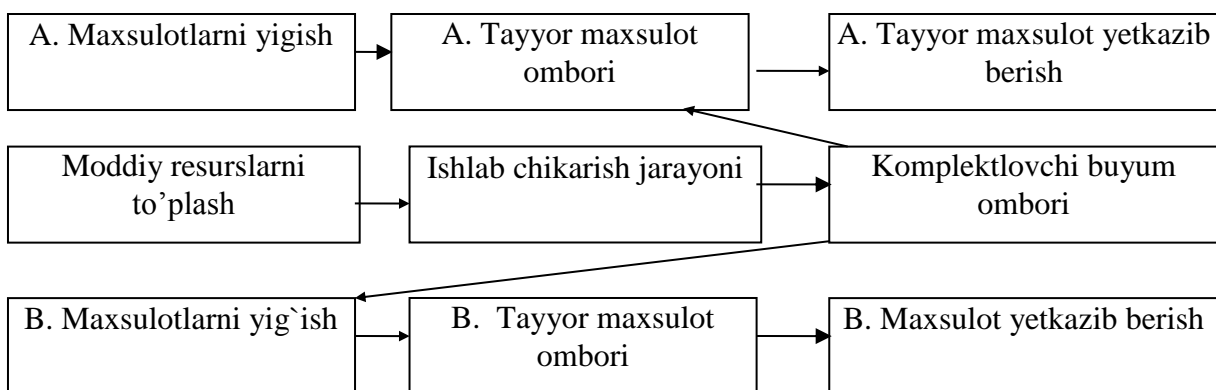 A. Maxsulotlarni yigish
A. Tayyor maxsulot
ombori
A. Tayyor maxsulot yetkazib
berish
Moddiy resurslarni
to’plash
Ishlab chikarish jarayoni
Komplektlovchi buyum
ombori
B. Maxsulotlarni yig`ish
B. Tayyor maxsulot
ombori
B. Maxsulot yetkazib berish